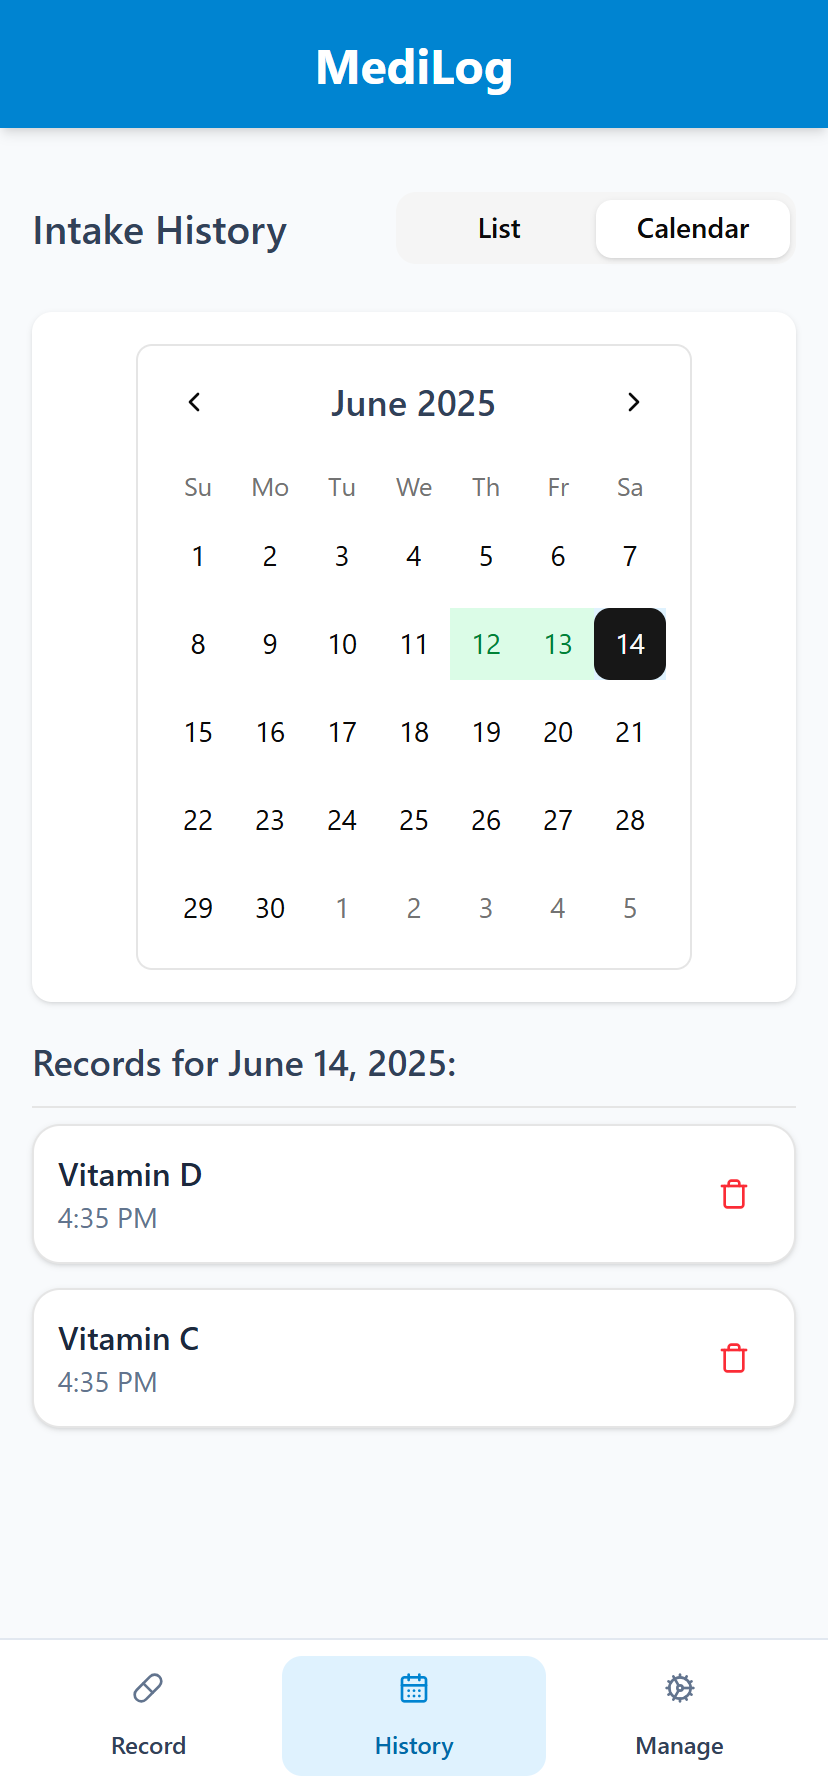 MediLog
Intake History
List Calendar
June 2025
Su Mo Tu We Th Fr Sa
1 2 3 4 5 6 7
8 9 10 11 12 13 14
15 16 17 18 19 20 21
22 23 24 25 26 27 28
29 30 1 2 3 4 5
Records for June 14, 2025:
Vitamin D
4:35 PM
Vitamin C
4:35 PM
Record History Manage